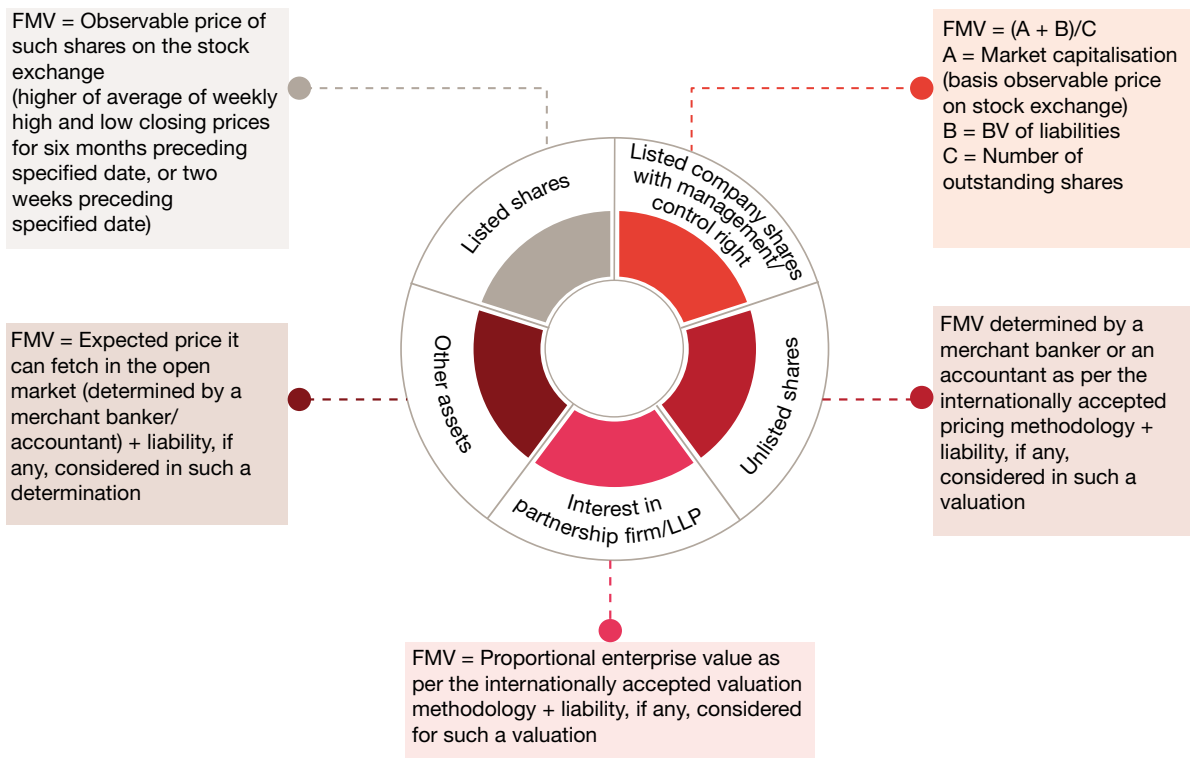 FMV = Observable price of
such shares on the stock
exchange
(higher of average of weekly
high and low closing prices
for six months preceding
specified date, or two
weeks preceding
specified date)
FMV = (A + B)/C
A = Market capitalisation
(basis observable price
on stock exchange)
B = BV of liabilities
C = Number of
outstanding shares
Listed shares
Listed company shares
with management/
control right
Other assets
Unlisted shares
Interest in
partnership firm/LLP
FMV = Expected price it
can fetch in the open
market (determined by a
merchant banker/
accountant) + liability, if
any, considered in such a
determination
FMV determined by a
merchant banker or an
accountant as per the
internationally accepted
pricing methodology +
liability, if any,
considered in such a
valuation
FMV = Proportional enterprise value as
per the internationally accepted valuation
methodology + liability, if any, considered
for such a valuation